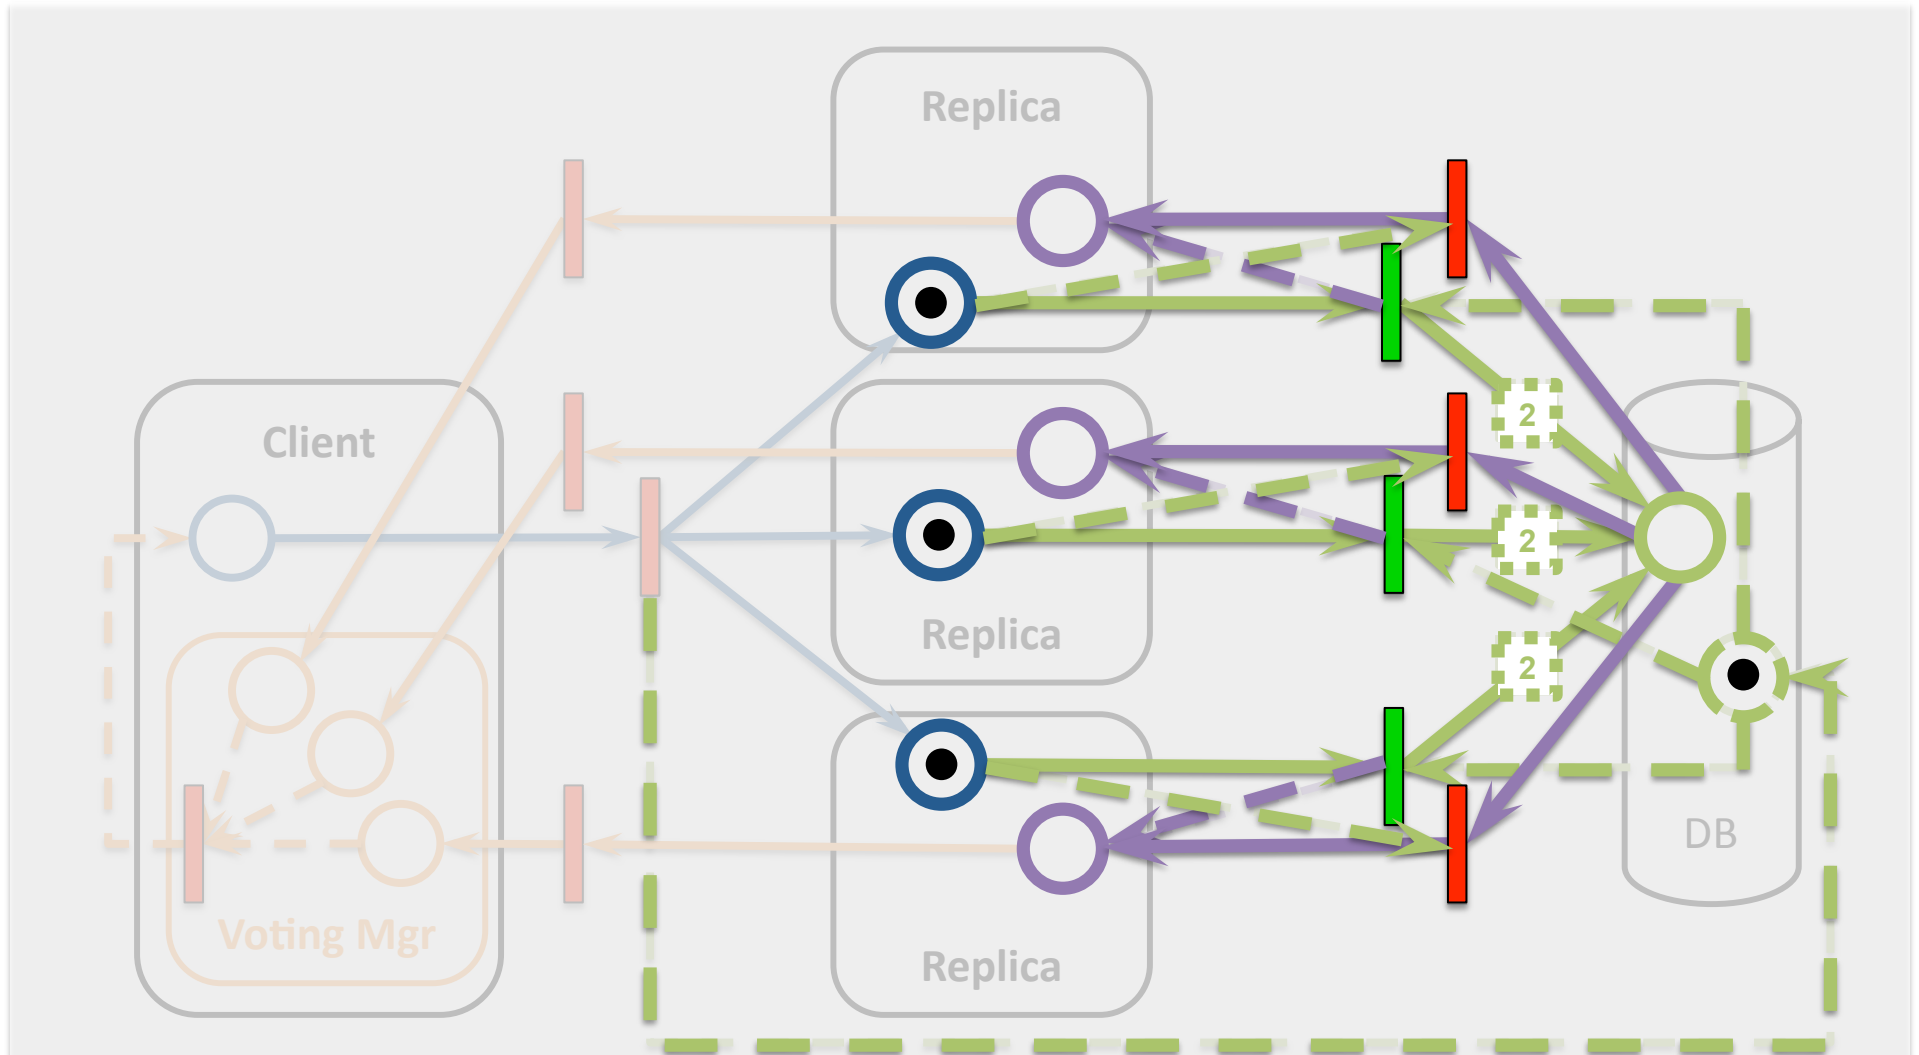 Replica
Client
2
2
Replica
2
DB
Voting Mgr
Replica